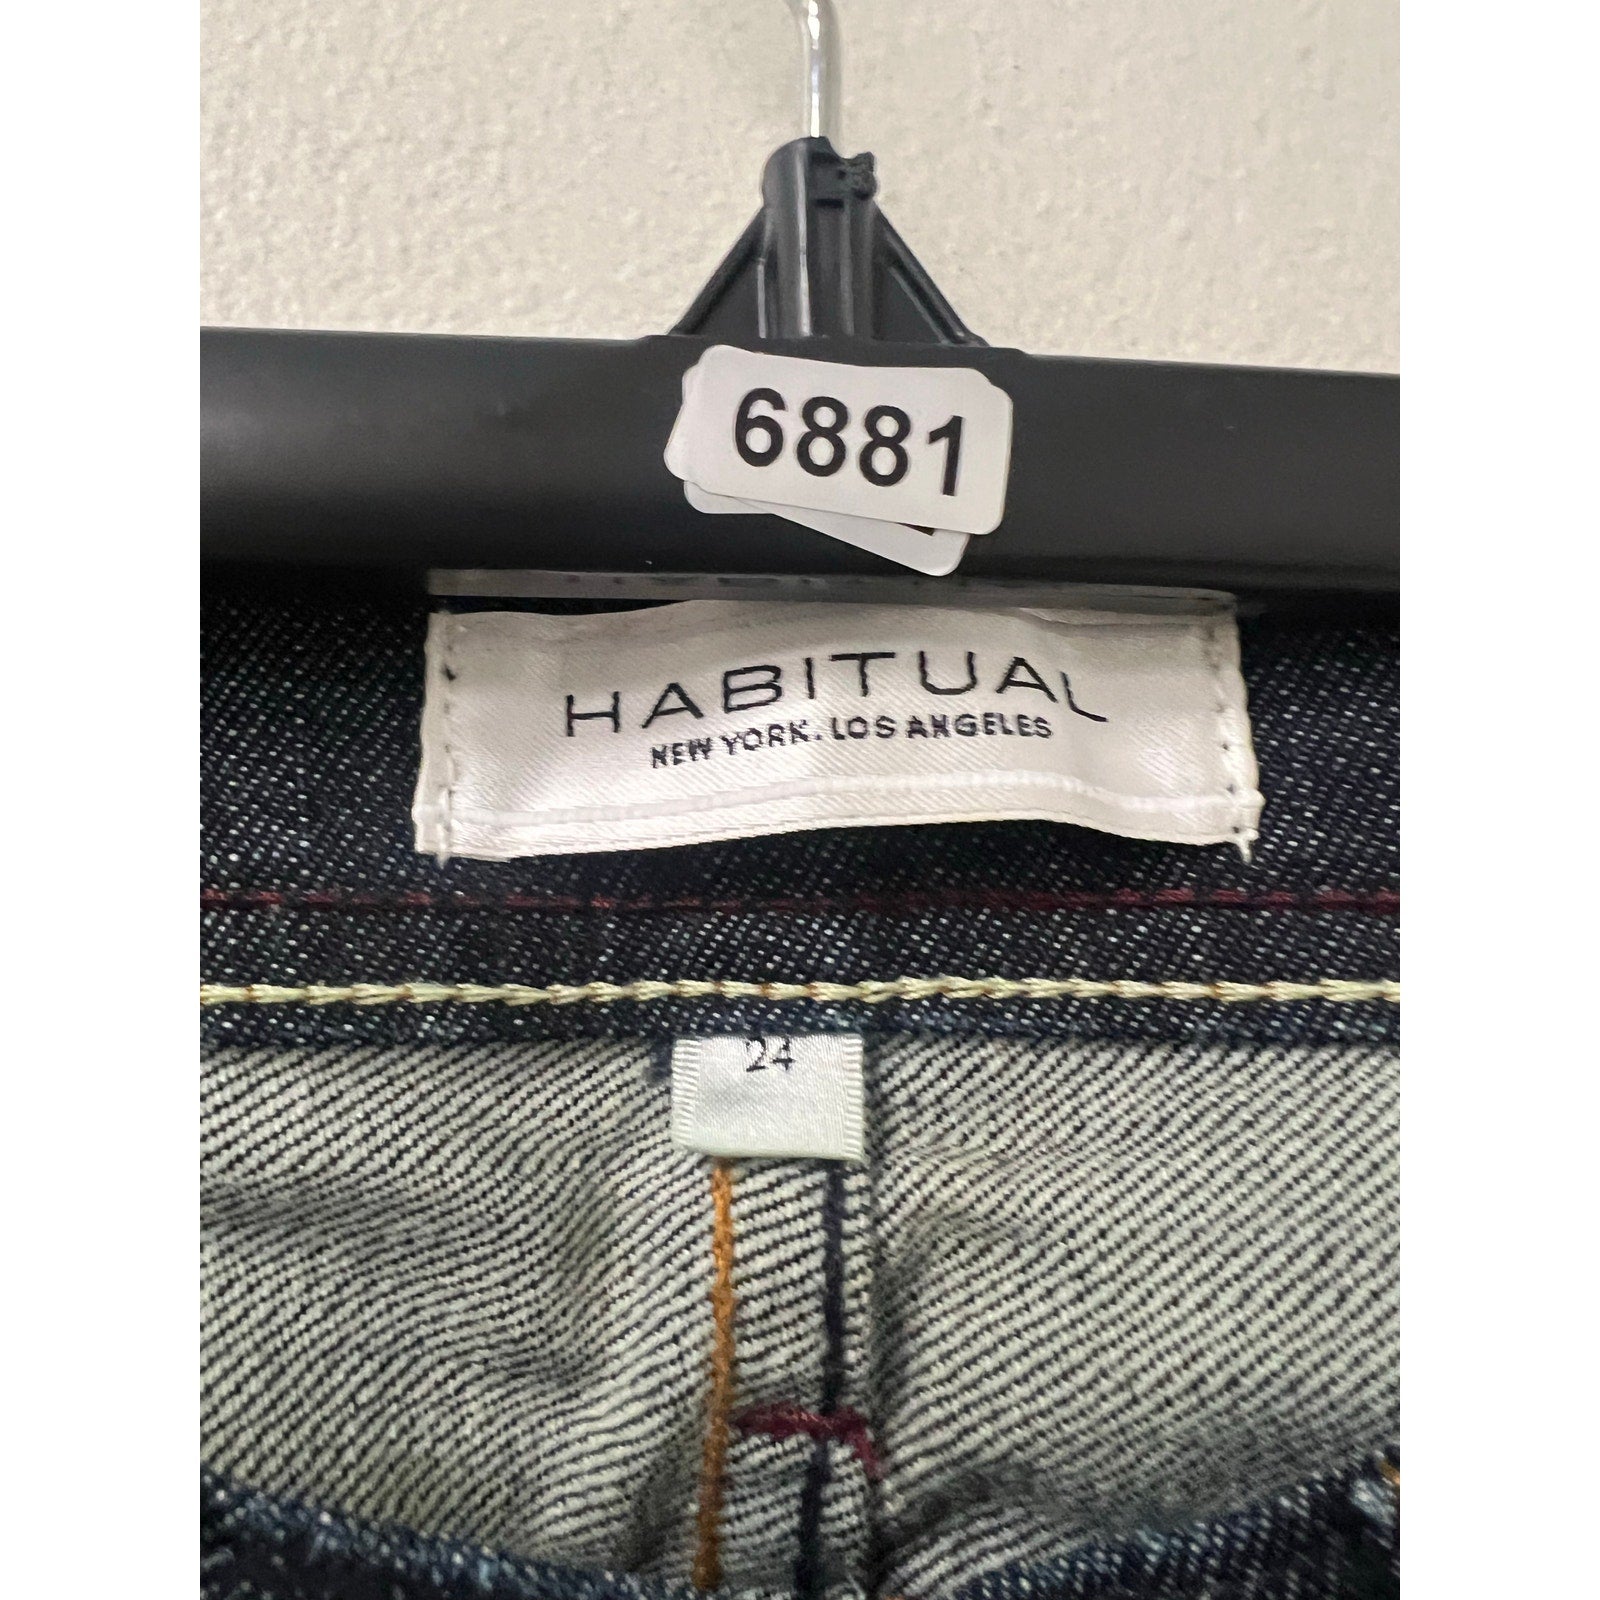 6881
HABITUAL
NEW YORK. LOS ANGELES
24